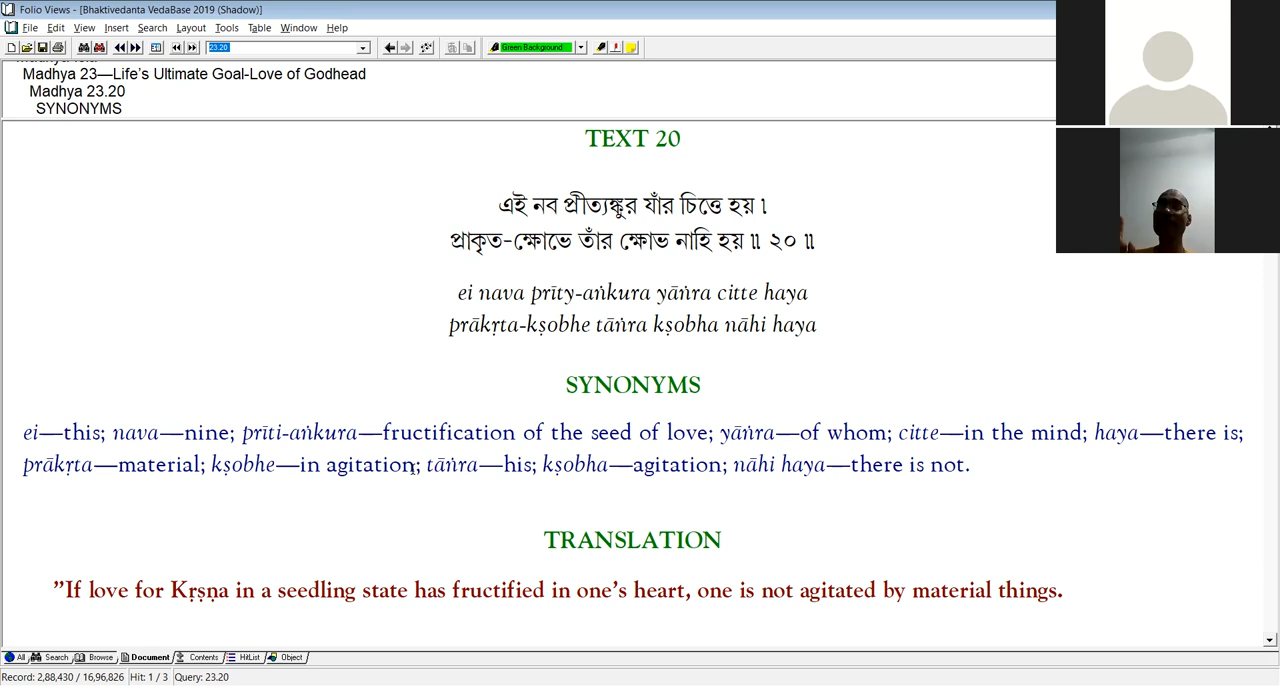 Folio Views - [Bhaktivedanta VedaBase 2019 (Shadow)]
File Edit View Insert Search Layout Tools Table Window Help
23.20 Green Background
Madhya 23—Life's Ultimate Goal-Love of Godhead
Madhya 23.20
SYNONYMS
TEXT 20
এই নব প্রীত্যঙ্কুর যাঁর চিত্তে হয় ।
প্রাকৃত-ক্ষোভে তাঁর ক্ষোভ নাহি হয় ॥ ২০ ॥
ei nava prīty-aṅkura yāṅra citte haya
prākṛta-kṣobhe tāṅra kṣobha nāhi haya
SYNONYMS
ei—this; nava—nine; prīti-aṅkura—fructification of the seed of love; yāṅra—of whom; citte—in the mind; haya—there is;
prākṛta—material; kṣobhe—in agitation; tāṅra—his; kṣobha—agitation; nāhi haya—there is not.
TRANSLATION
"If love for Kṛṣṇa in a seedling state has fructified in one's heart, one is not agitated by material things.
All Search Browse Document Contents HitList Object
Record: 2,88,430 / 16,96,826 Hit: 1 / 3 Query: 23.20